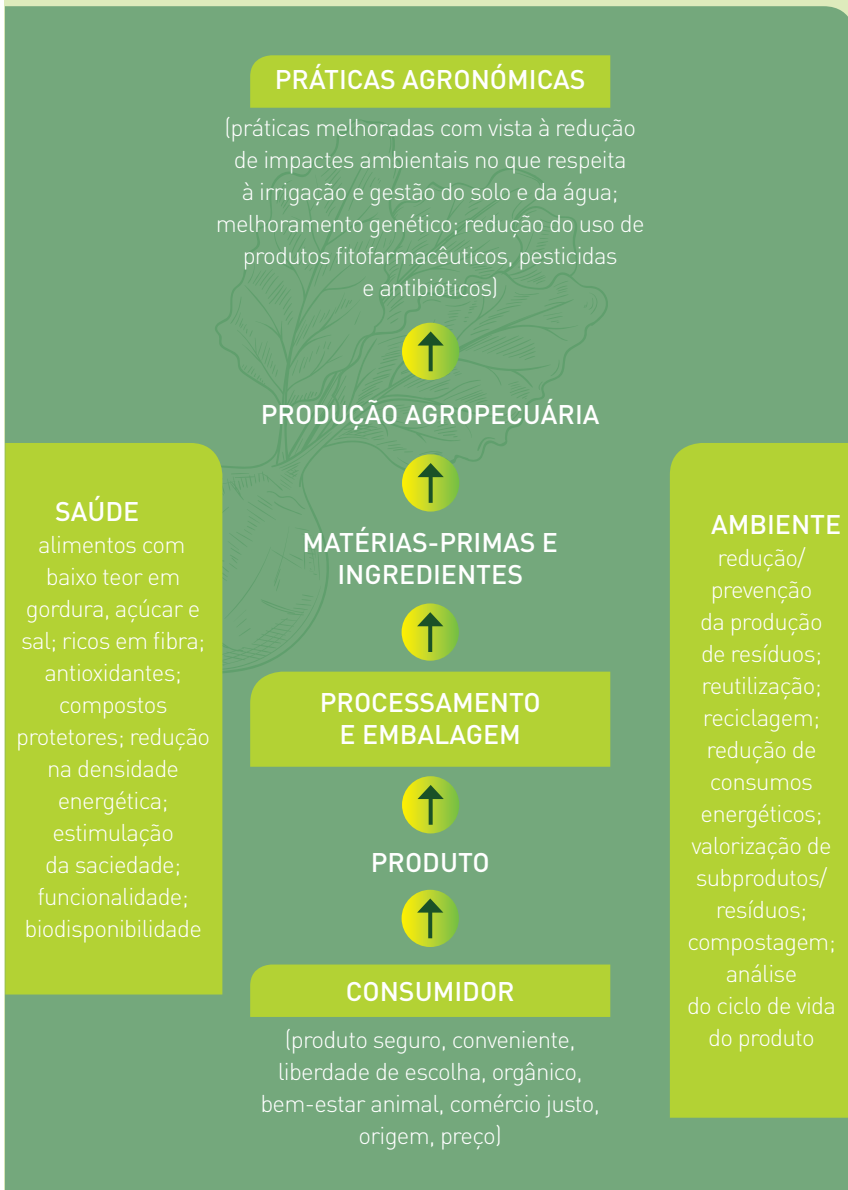 PRÁTICAS AGRONÓMICAS
(práticas melhoradas com vista à redução
de impactes ambientais no que respeita
à irrigação e gestão do solo e da água;
melhoramento genético; redução do uso de
produtos fitofarmacêuticos, pesticidas
e antibióticos)
PRODUÇÃO AGROPECUÁRIA
MATÉRIAS-PRIMAS E
INGREDIENTES
PROCESSAMENTO
E EMBALAGEM
PRODUTO
CONSUMIDOR
(produto seguro, conveniente,
liberdade de escolha, orgânico,
bem-estar animal, comércio justo,
origem, preço)
SAÚDE
alimentos com
baixo teor em
gordura, açúcar e
sal; ricos em fibra;
antioxidantes;
compostos
protetores; redução
na densidade
energética;
estimulação
da saciedade;
funcionalidade;
biodisponibilidade
AMBIENTE
redução/
prevenção
da produção
de resíduos;
reutilização;
reciclagem;
redução de
consumos
energéticos;
valorização de
subprodutos/
resíduos;
compostagem;
análise
do ciclo de vida
do produto